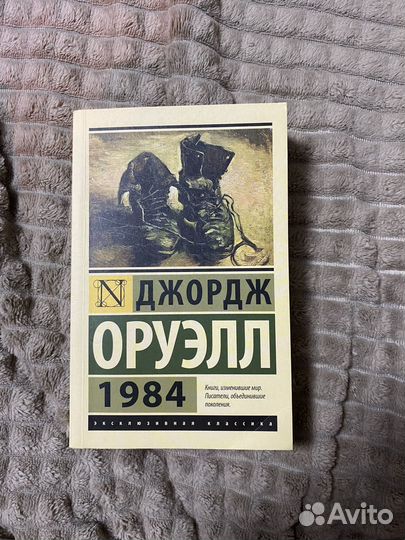 ДЖОРДЖ
ОРУЭЛЛ
1984
Книги, изменившие мир.
Писатели, объединившие
поколения.
эксклюзивная классика
Avito